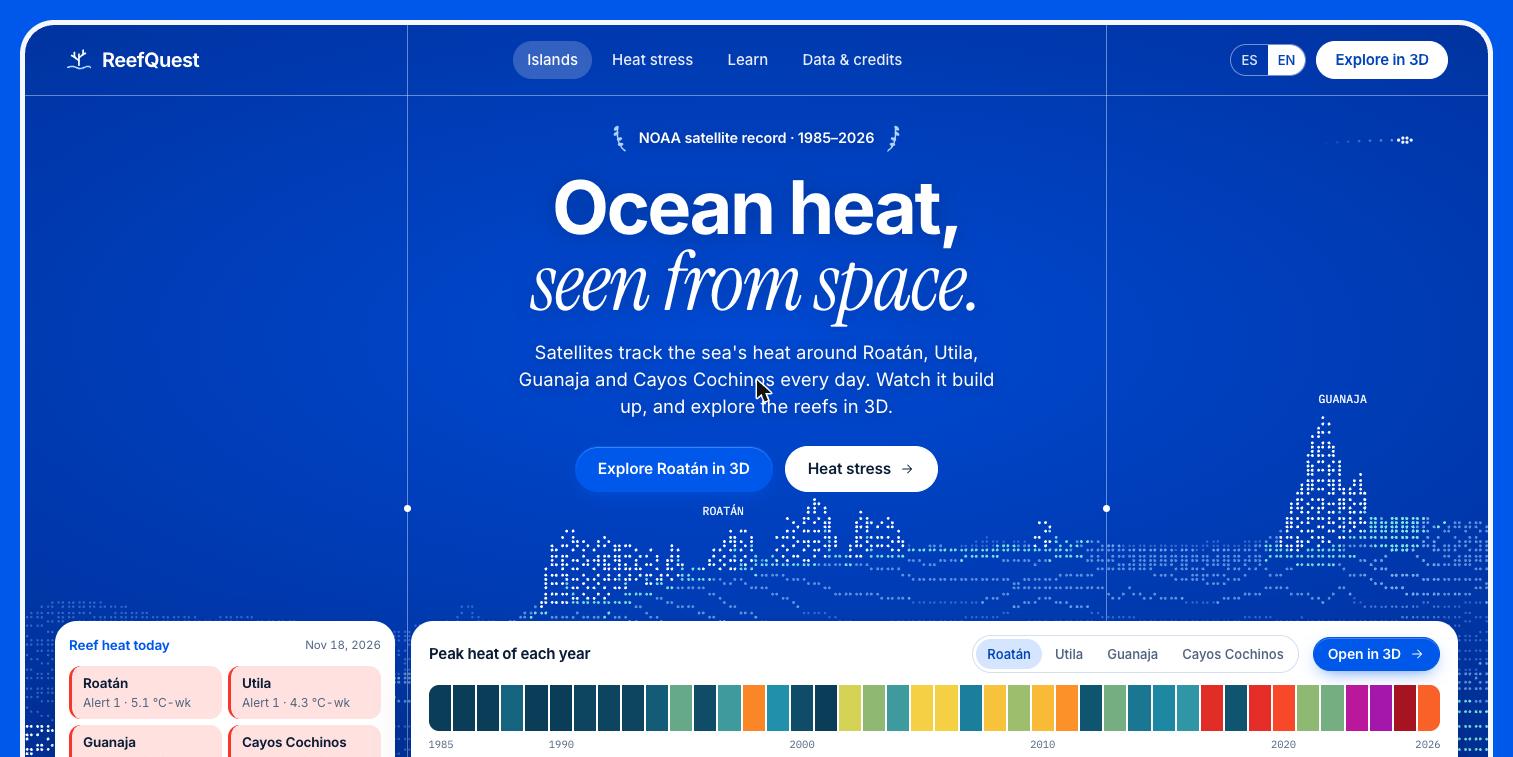 ReefQuest
Islands
Heat stress
Learn
Data & credits
ES
EN
Explore in 3D
NOAA satellite record · 1985–2026
Ocean heat,
seen from space.
Satellites track the sea's heat around Roatán, Utila,
Guanaja and Cayos Cochinos every day. Watch it build
up, and explore the reefs in 3D.
Explore Roatán in 3D
Heat stress →
GUANAJA
ROATÁN
Reef heat today
Nov 18, 2026
Roatán
Alert 1 · 5.1 °C-wk
Utila
Alert 1 · 4.3 °C-wk
Guanaja
Cayos Cochinos
Peak heat of each year
Roatán
Utila
Guanaja
Cayos Cochinos
Open in 3D →
1985
1990
2000
2010
2020
2026